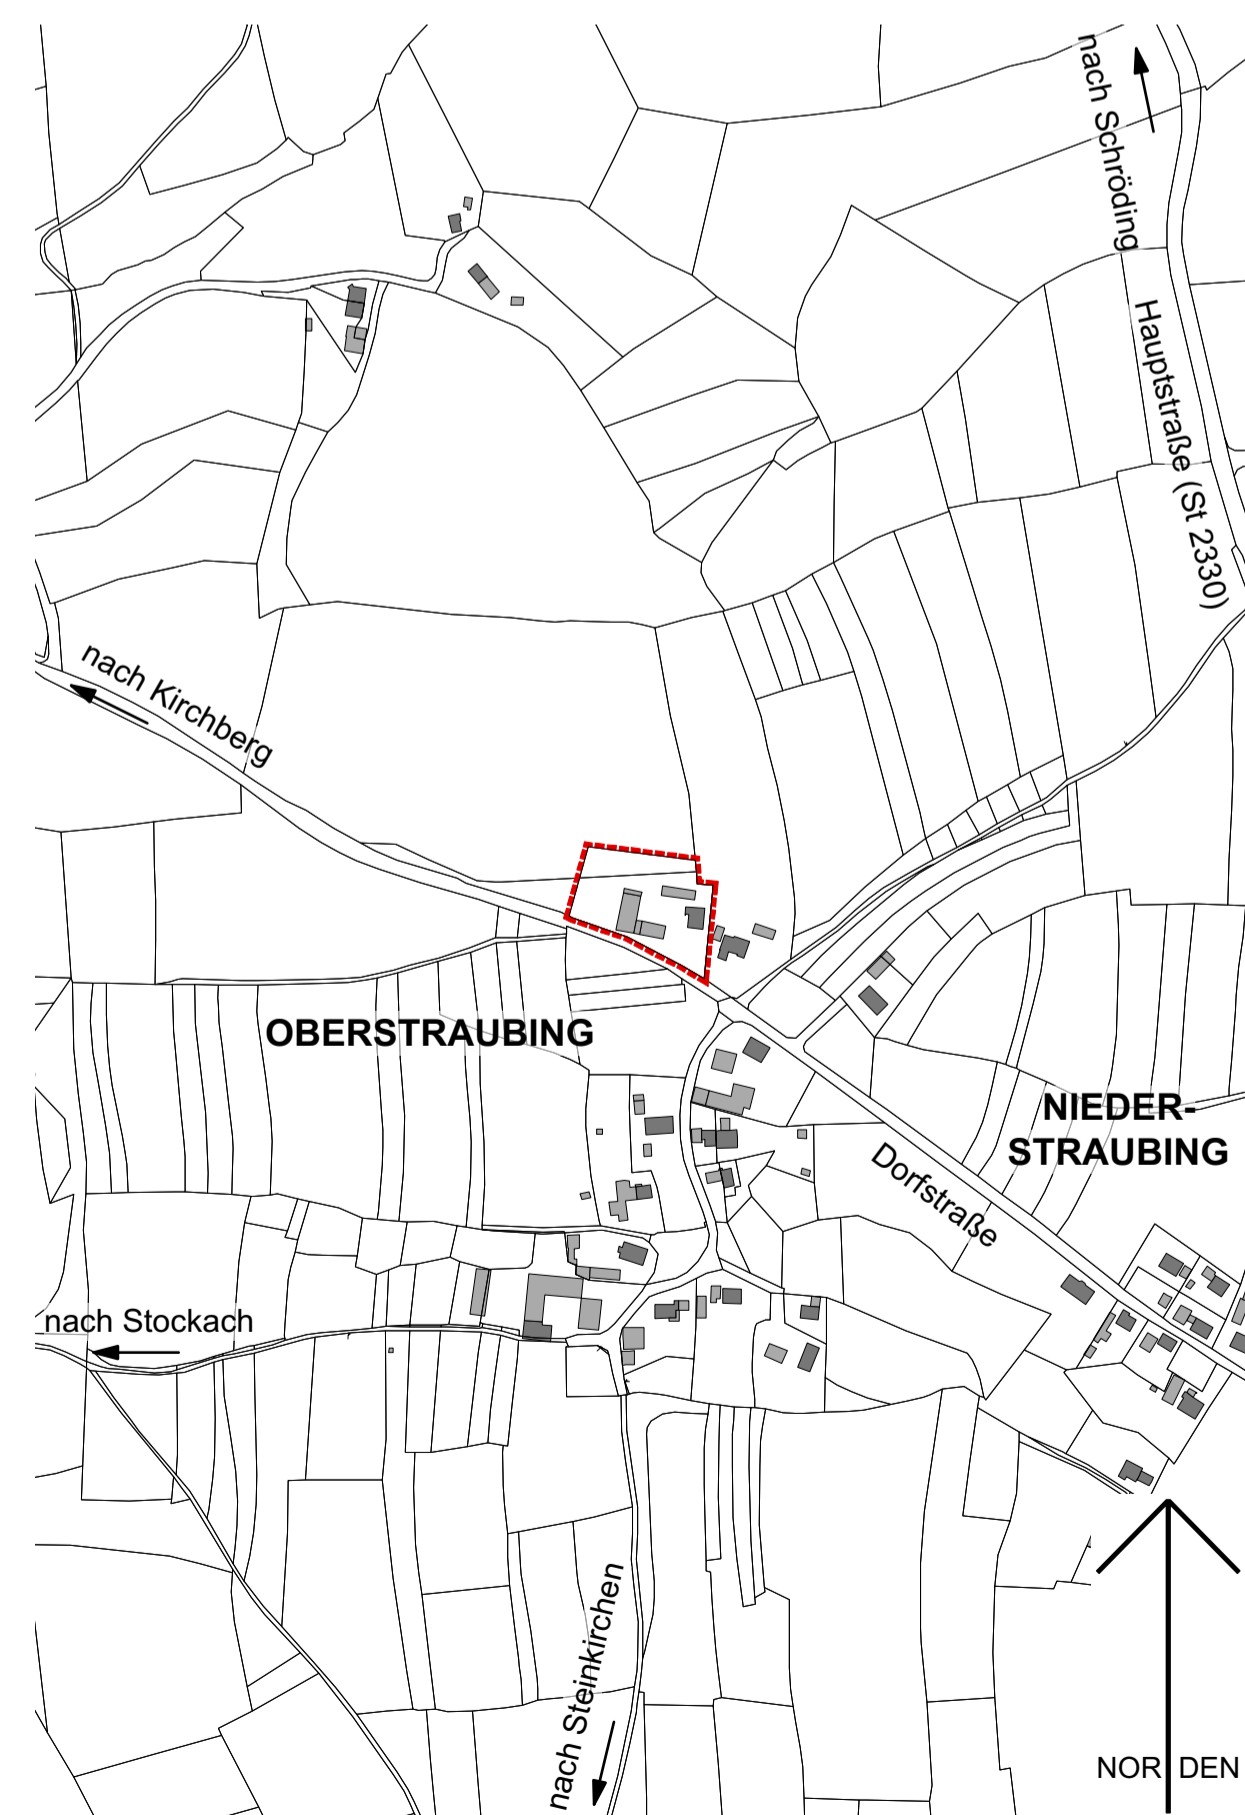 nach Schröding
Hauptstraße (St 2330)
nach Kirchberg
OBERSTRAUBING
NIEDER-
STRAUBING
Dorfstraße
nach Stockach
nach Steinkirchen
NORDEN